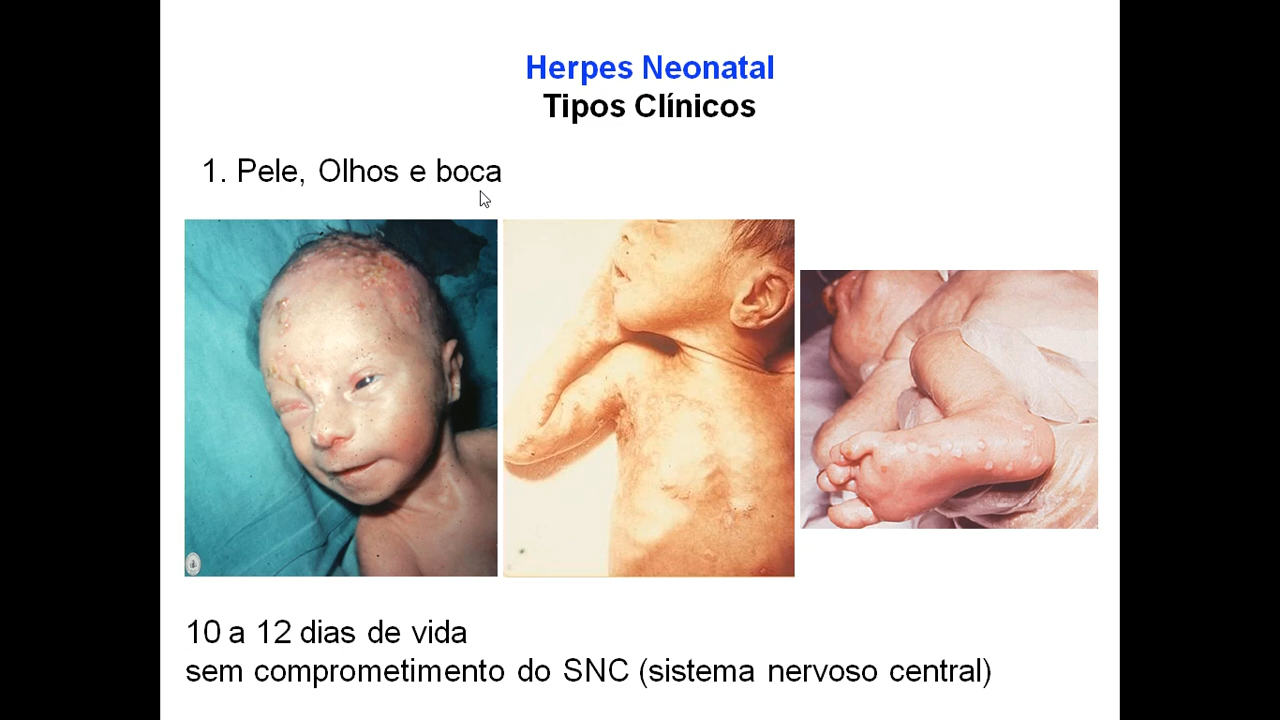 Herpes Neonatal
Tipos Clínicos
1. Pele, Olhos e boca
10 a 12 dias de vida
sem comprometimento do SNC (sistema nervoso central)